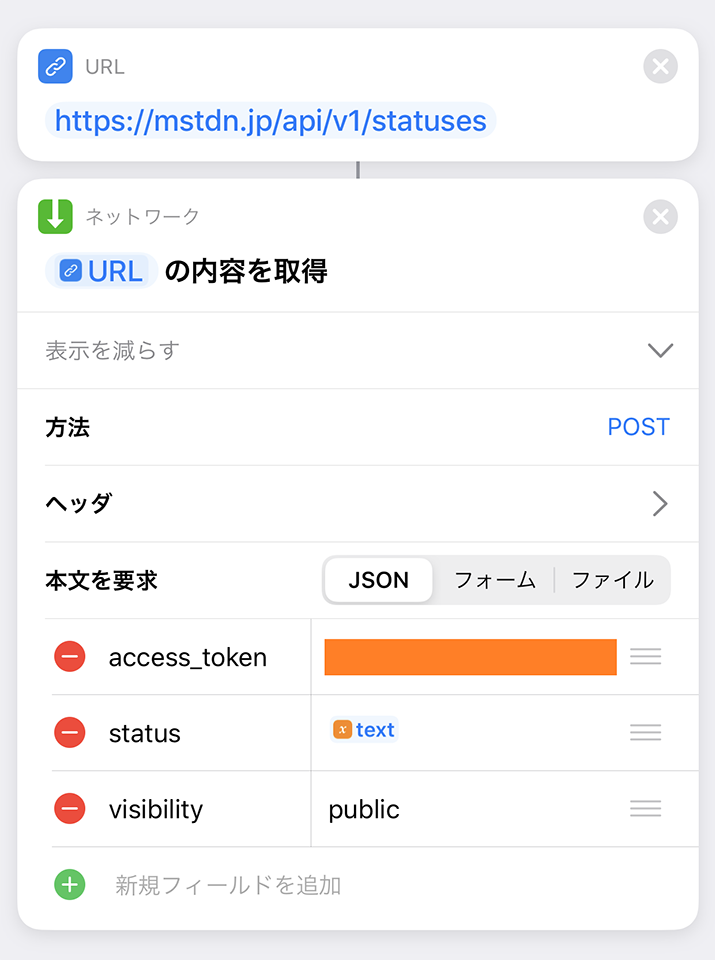 URL
https://mstdn.jp/api/v1/statuses
ネットワーク
URL の内容を取得
表示を減らす
方法 POST
ヘッダ
本文を要求 JSON フォーム ファイル
access_token
status text
visibility public
新規フィールドを追加